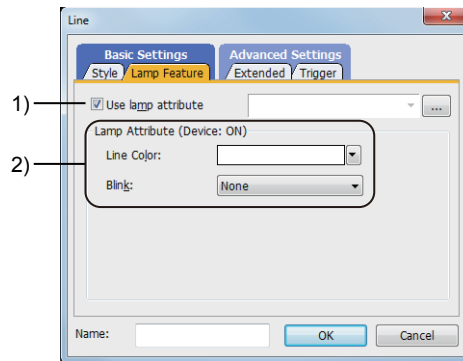 Line
x
Basic Settings
Advanced Settings
Style
Lamp Feature
Extended
Trigger
1)
Use lamp attribute
...
Lamp Attribute (Device: ON)
2)
Line Color:
Blink:
None
Name:
OK
Cancel